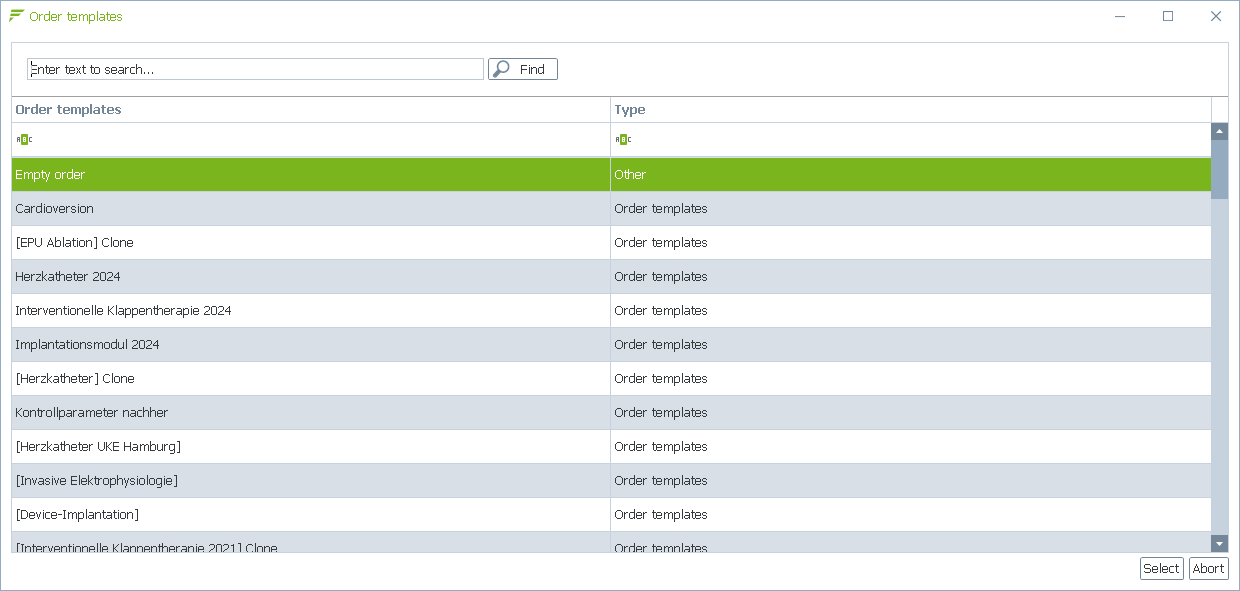 Order templates
Enter text to search...
Find
Order templates Type
ABC ABC
Empty order Other
Cardioversion Order templates
[EPU Ablation] Clone Order templates
Herzkatheter 2024 Order templates
Interventionelle Klappentherapie 2024 Order templates
Implantationsmodul 2024 Order templates
[Herzkatheter] Clone Order templates
Kontrollparameter nachher Order templates
[Herzkatheter UKE Hamburg] Order templates
[Invasive Elektrophysiologie] Order templates
[Device-Implantation] Order templates
[Interventionelle Klappentherapie 2021] Clone Order templates
Select Abort